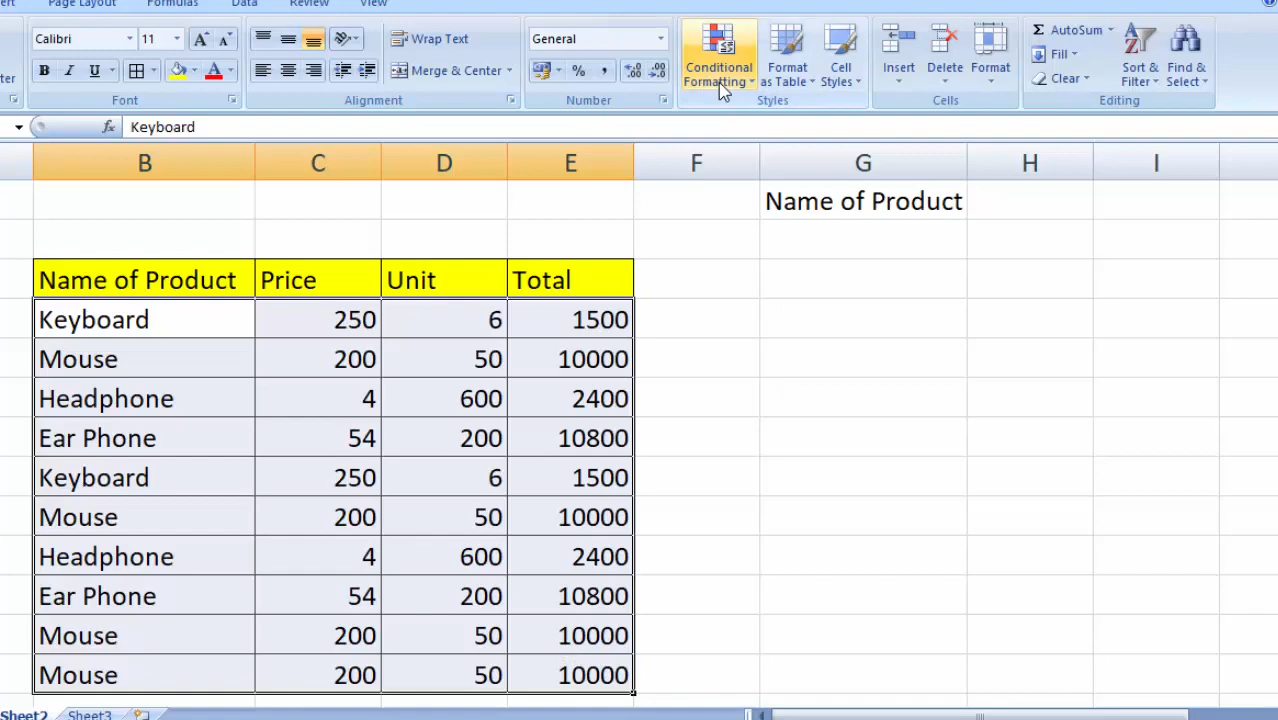 Page Layout Formulas Data Review View
Calibri 11 A A Wrap Text General Conditional Formatting Format as Table Cell Styles Insert Delete Format Σ AutoSum Fill Clear Sort & Filter Find & Select
B I U A Merge & Center % ,
Font Alignment Number Styles Cells Editing
fx Keyboard
B C D E F G H I
Name of Product
Name of Product Price Unit Total
Keyboard 250 6 1500
Mouse 200 50 10000
Headphone 4 600 2400
Ear Phone 54 200 10800
Keyboard 250 6 1500
Mouse 200 50 10000
Headphone 4 600 2400
Ear Phone 54 200 10800
Mouse 200 50 10000
Mouse 200 50 10000
Sheet2 Sheet3